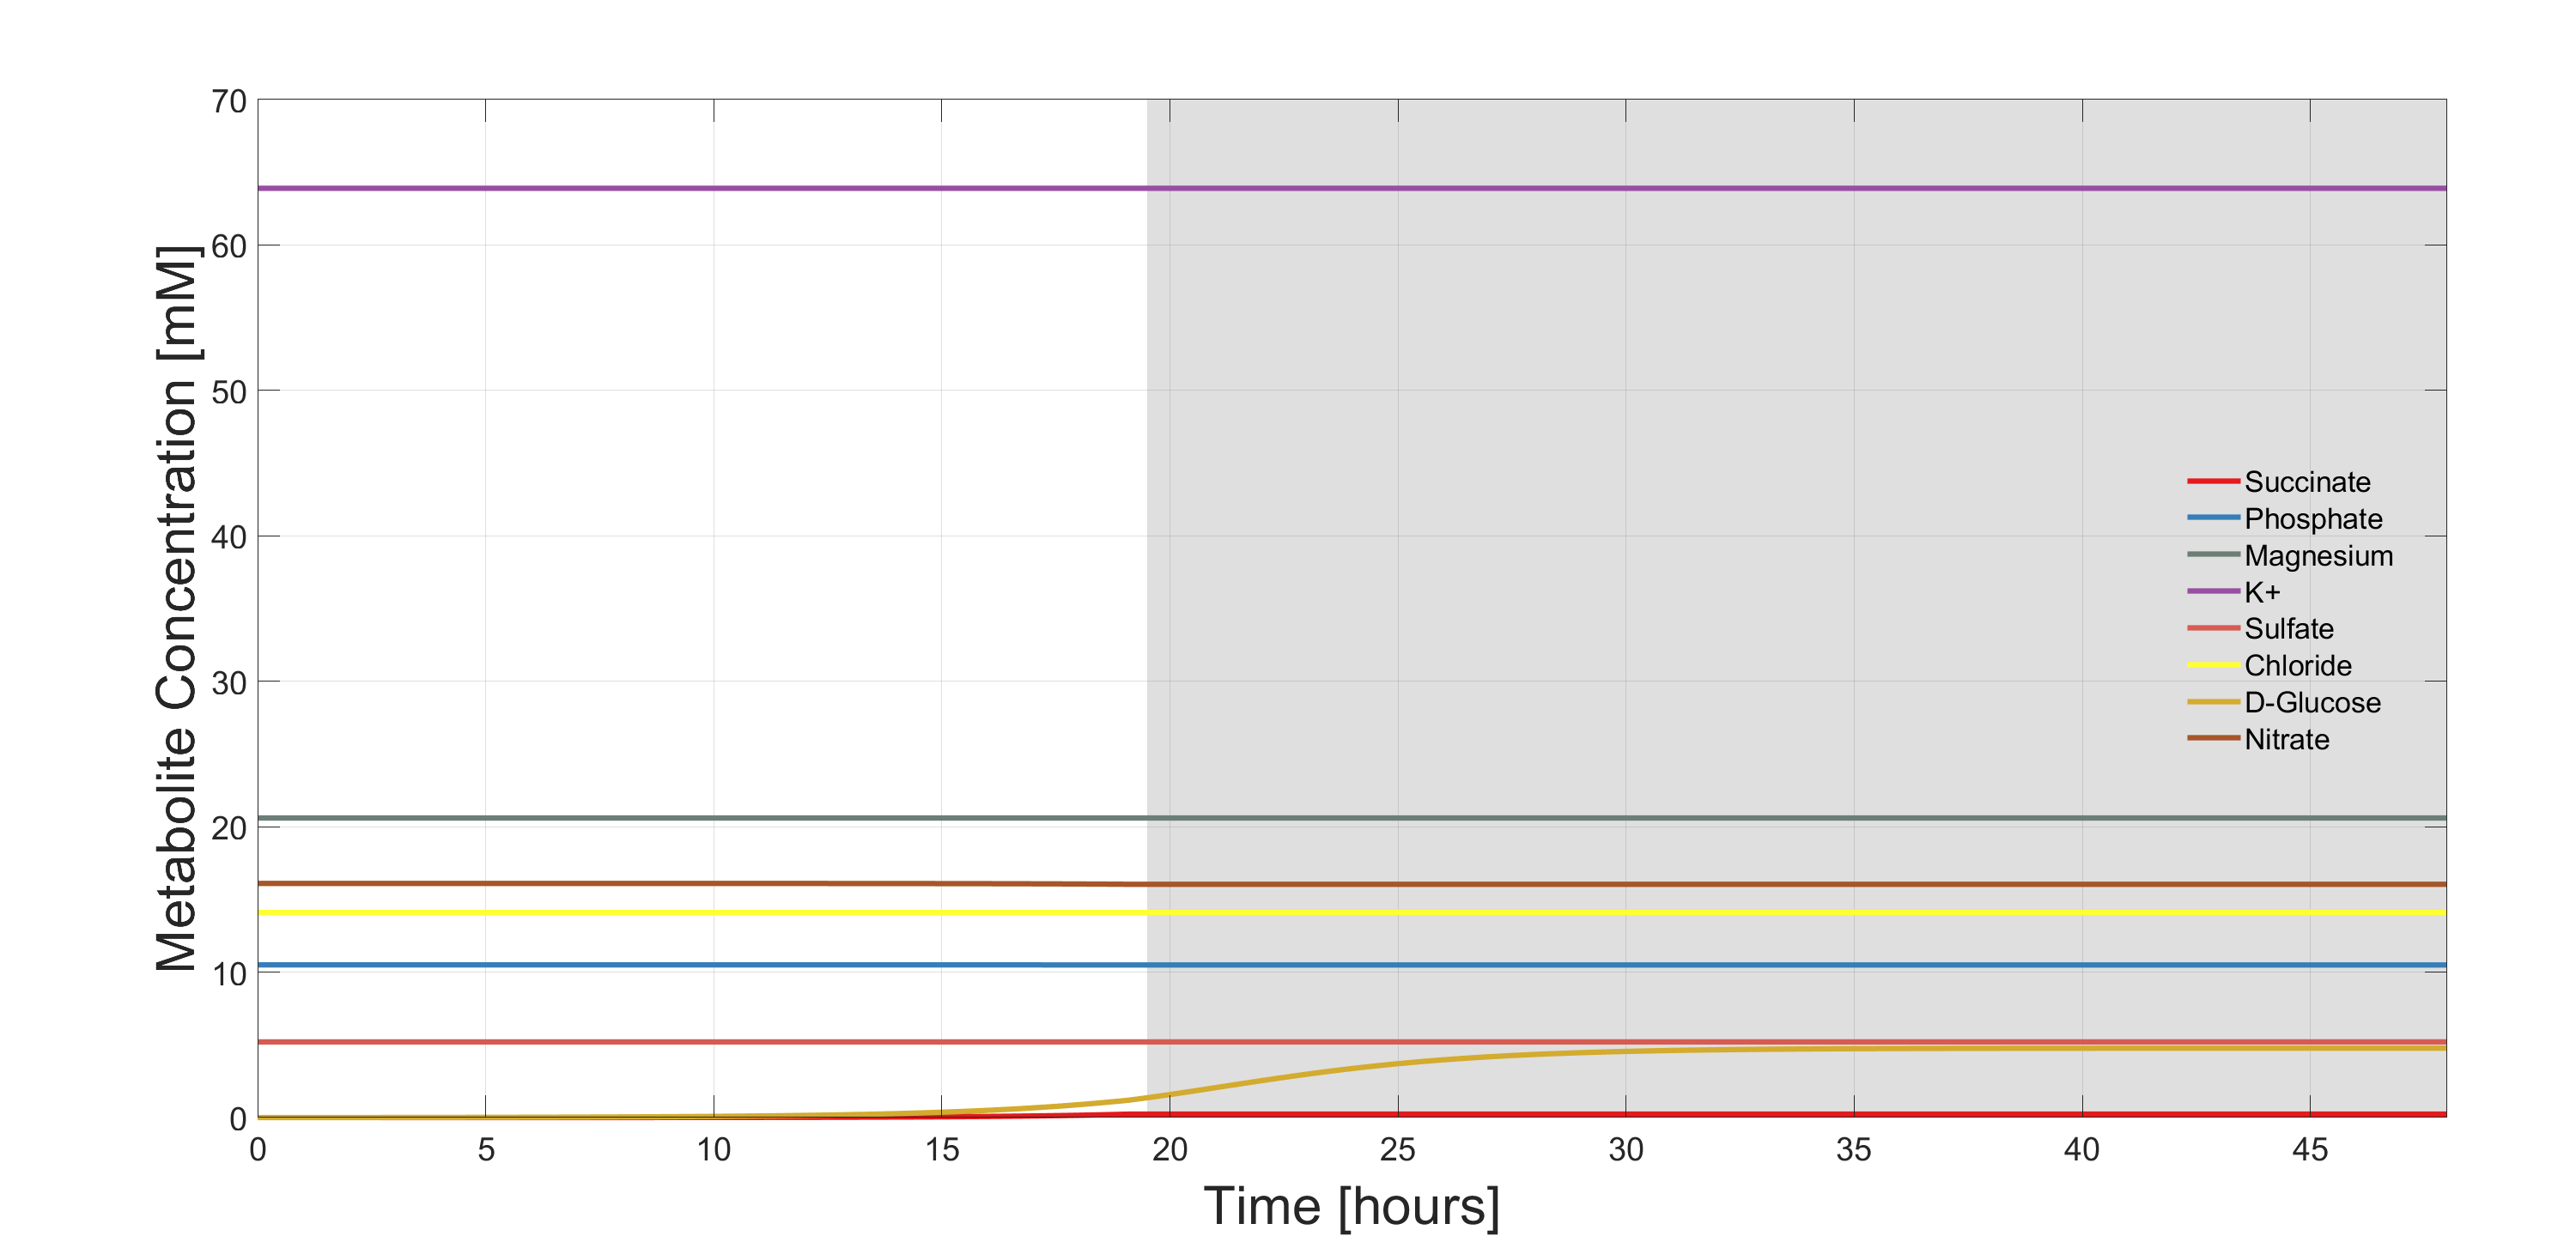 70
60
50
40
30
20
10
0
Metabolite Concentration [mM]
Succinate
Phosphate
Magnesium
K+
Sulfate
Chloride
D-Glucose
Nitrate
0 5 10 15 20 25 30 35 40 45
Time [hours]